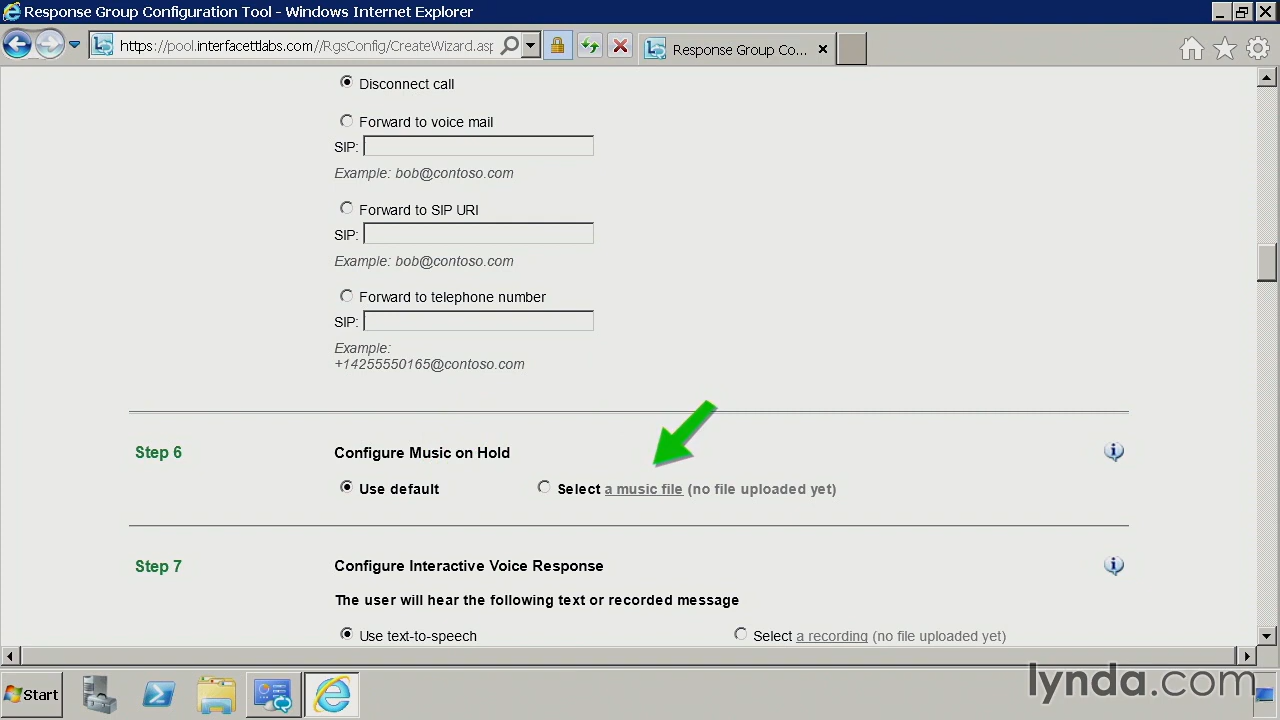 Response Group Configuration Tool - Windows Internet Explorer
https://pool.interfacettlabs.com//RgsConfig/CreateWizard.asp
Response Group Co...
Disconnect call
Forward to voice mail
SIP:
Example: bob@contoso.com
Forward to SIP URI
SIP:
Example: bob@contoso.com
Forward to telephone number
SIP:
Example:
+14255550165@contoso.com
Step 6 Configure Music on Hold
Use default Select a music file (no file uploaded yet)
Step 7 Configure Interactive Voice Response
The user will hear the following text or recorded message
Use text-to-speech Select a recording (no file uploaded yet)
Start
lynda.com